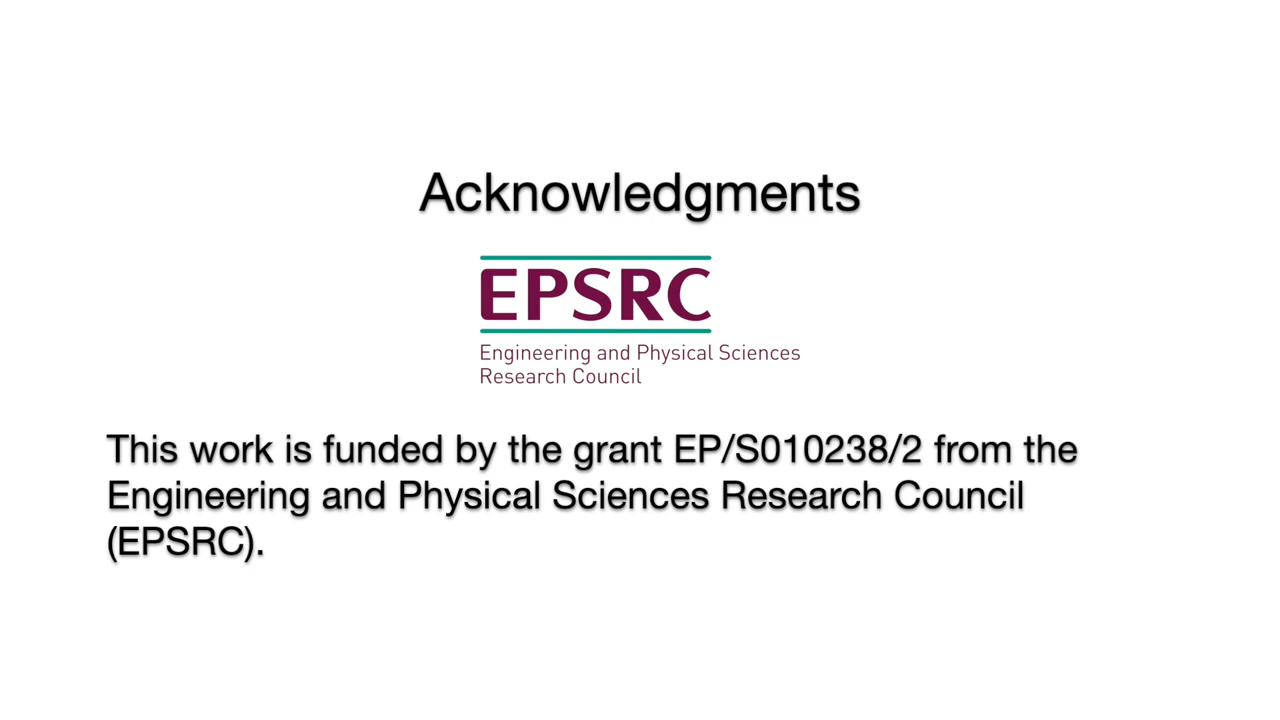 Acknowledgments
EPSRC
Engineering and Physical Sciences
Research Council
This work is funded by the grant EP/S010238/2 from the
Engineering and Physical Sciences Research Council
(EPSRC).